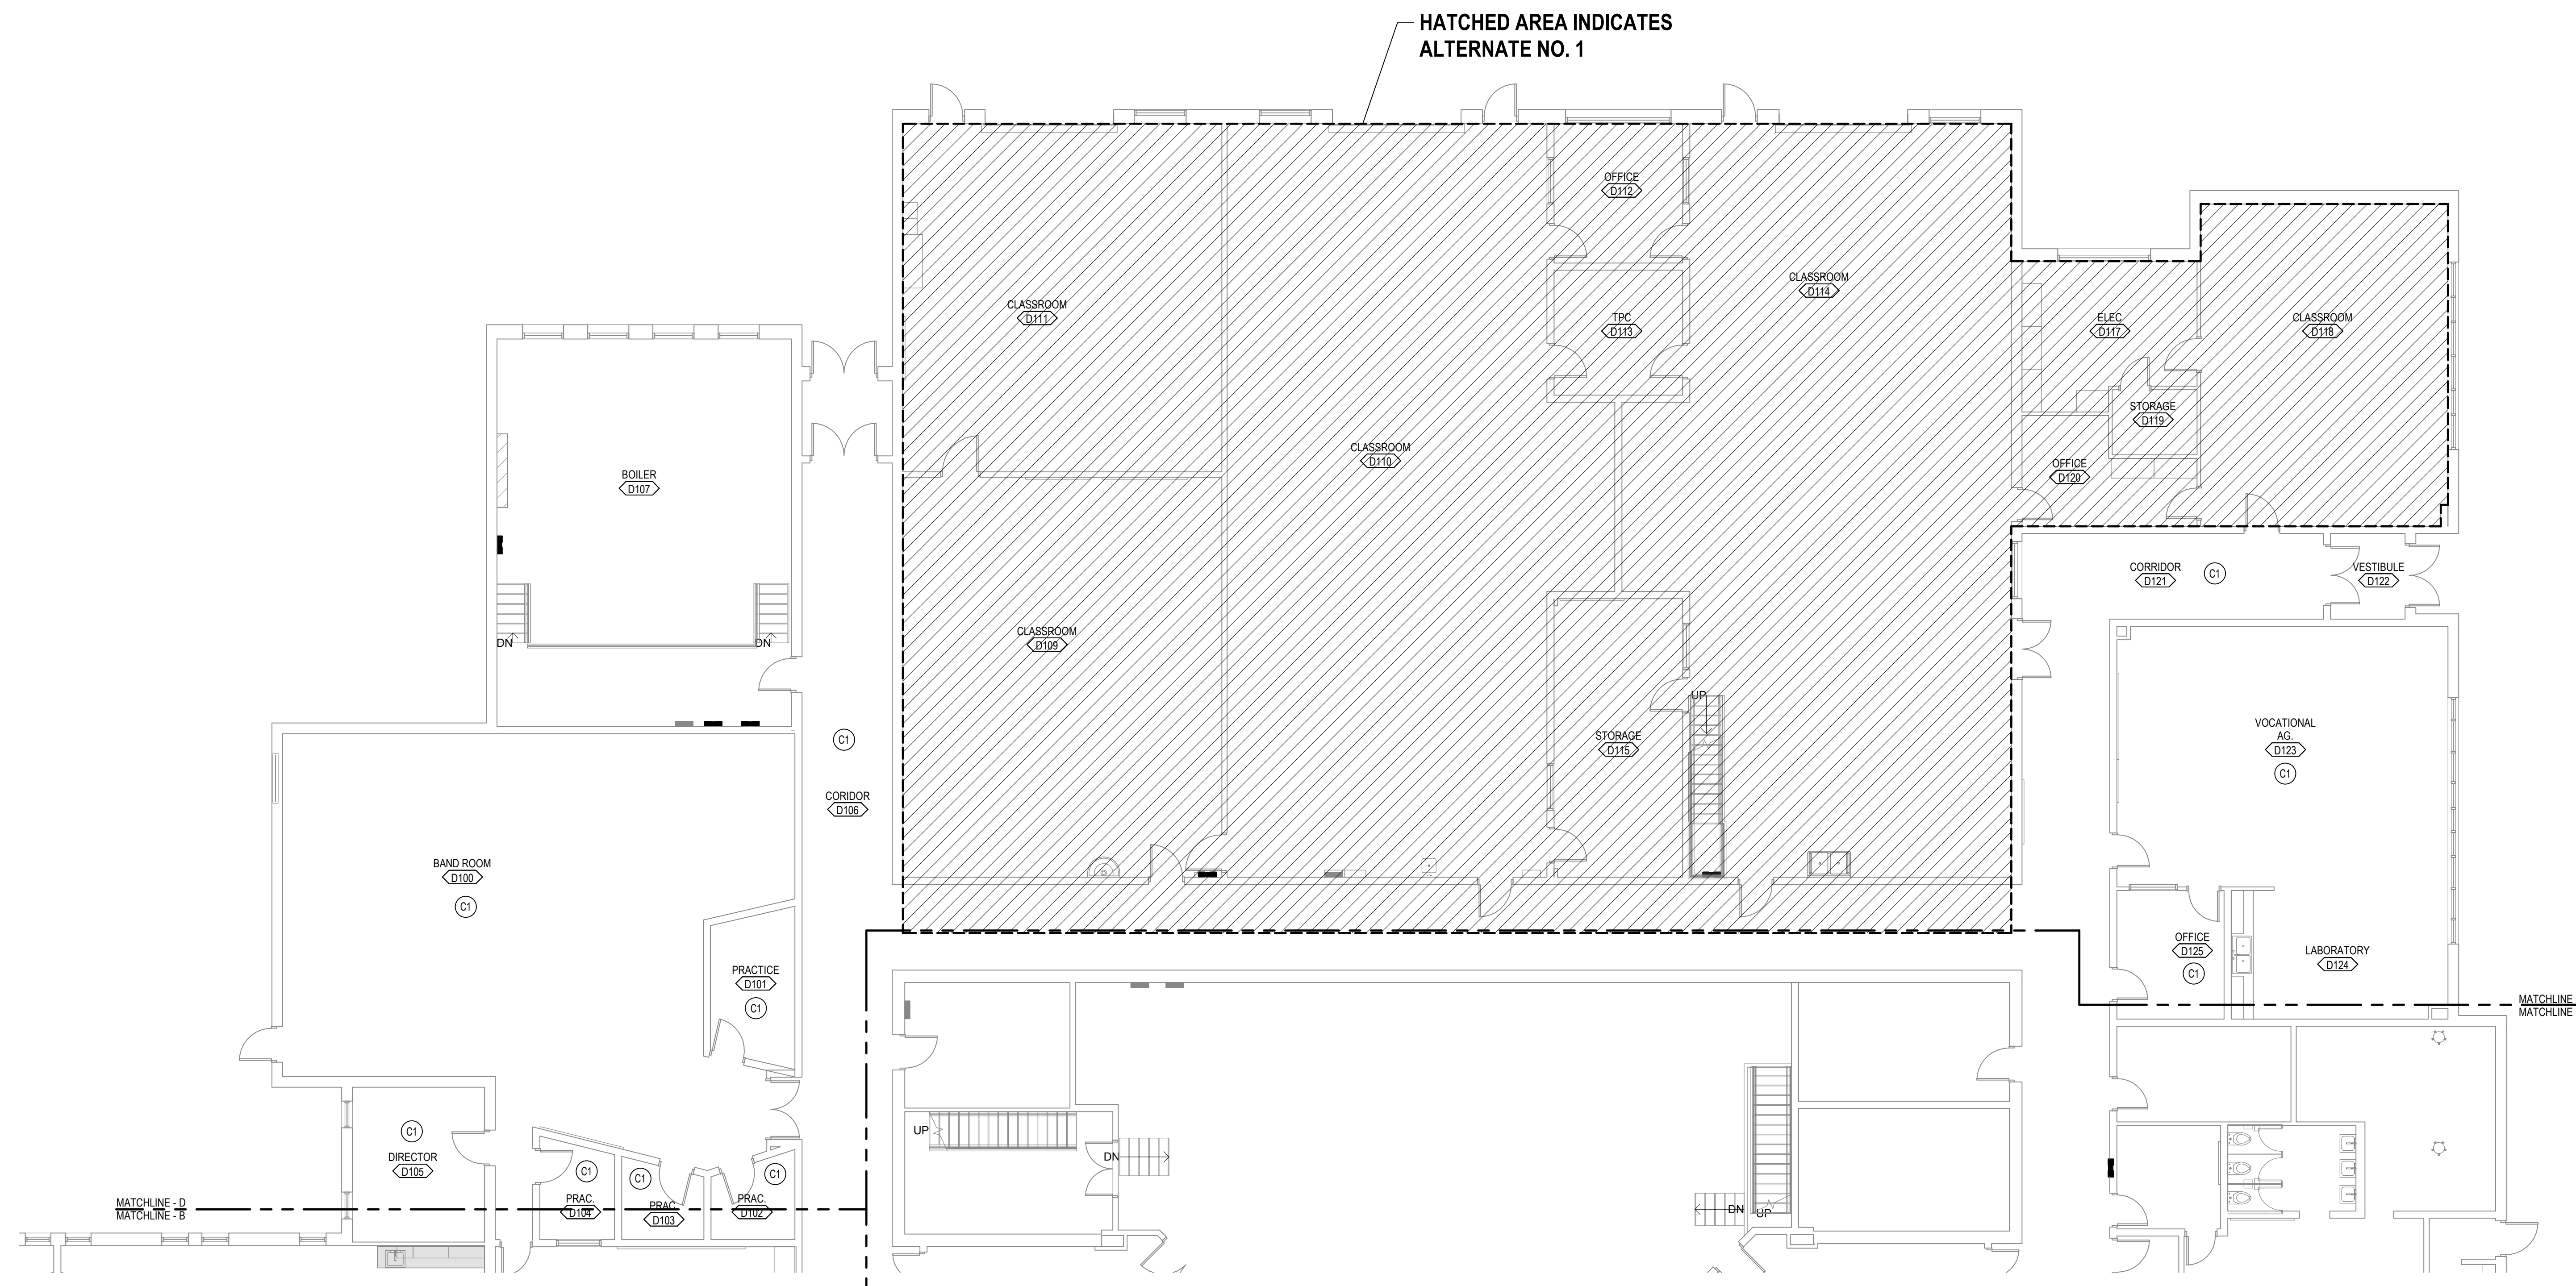 HATCHED AREA INDICATES
ALTERNATE NO. 1
OFFICE
D112
CLASSROOM
D114
CLASSROOM
D111
TPC
D113
ELEC
D117
CLASSROOM
D118
STORAGE
D119
CLASSROOM
D110
OFFICE
D120
BOILER
D107
CORRIDOR
D121
C1
VESTIBULE
D122
CLASSROOM
D109
DN
DN
UP
STORAGE
D115
VOCATIONAL
AG.
D123
C1
C1
CORIDOR
D106
BAND ROOM
D100
C1
OFFICE
D125
C1
LABORATORY
D124
PRACTICE
D101
C1
MATCHLINE
MATCHLINE
C1
DIRECTOR
D105
UP
DN
C1
C1
C1
PRAC.
D104
PRAC.
D103
PRAC.
D102
MATCHLINE - D
MATCHLINE - B
DN
UP